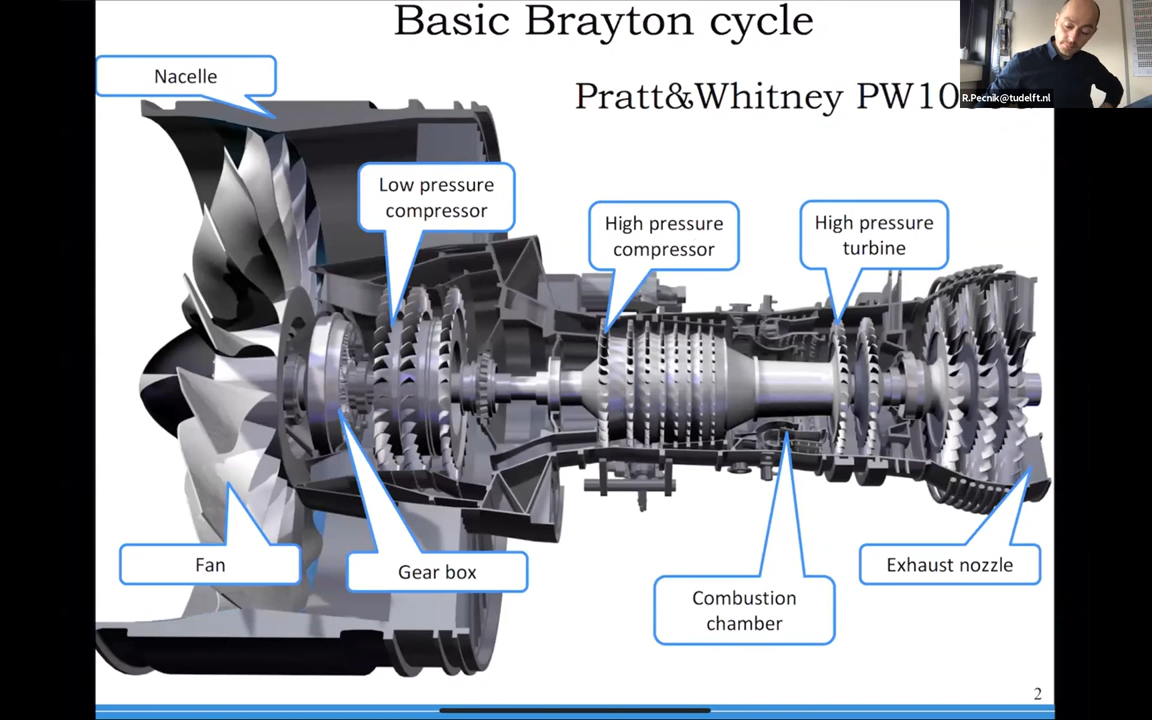 Basic Brayton cycle
Pratt&Whitney
R.Pecnik@tudelft.nl
Nacelle
Low pressure
compressor
High pressure
compressor
High pressure
turbine
Fan
Gear box
Combustion
chamber
Exhaust nozzle
2